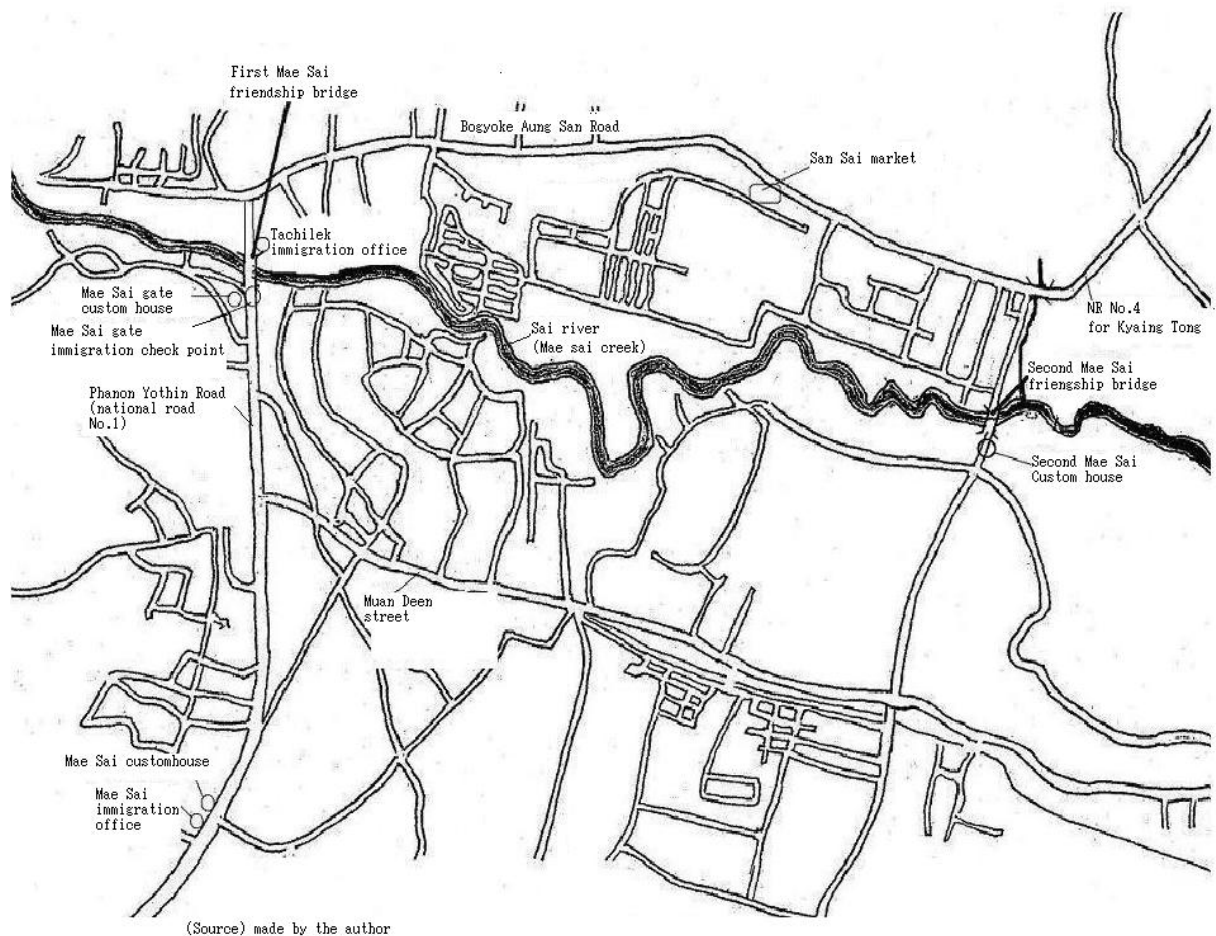 First Mae Sai
friendship bridge
Bogyoke Aung San Road
San Sai market
Tachilek
immigration office
Mae Sai gate
custom house
Mae Sai gate
immigration check point
NR No.4
for Kyaing Tong
Sai river
(Mae sai creek)
Second Mae Sai
friengship bridge
Phanon Yothin Road
(national road
No.1)
Second Mae Sai
Custom house
Muan Deen
street
Mae Sai customhouse
Mae Sai
immigration
office
(Source) made by the author